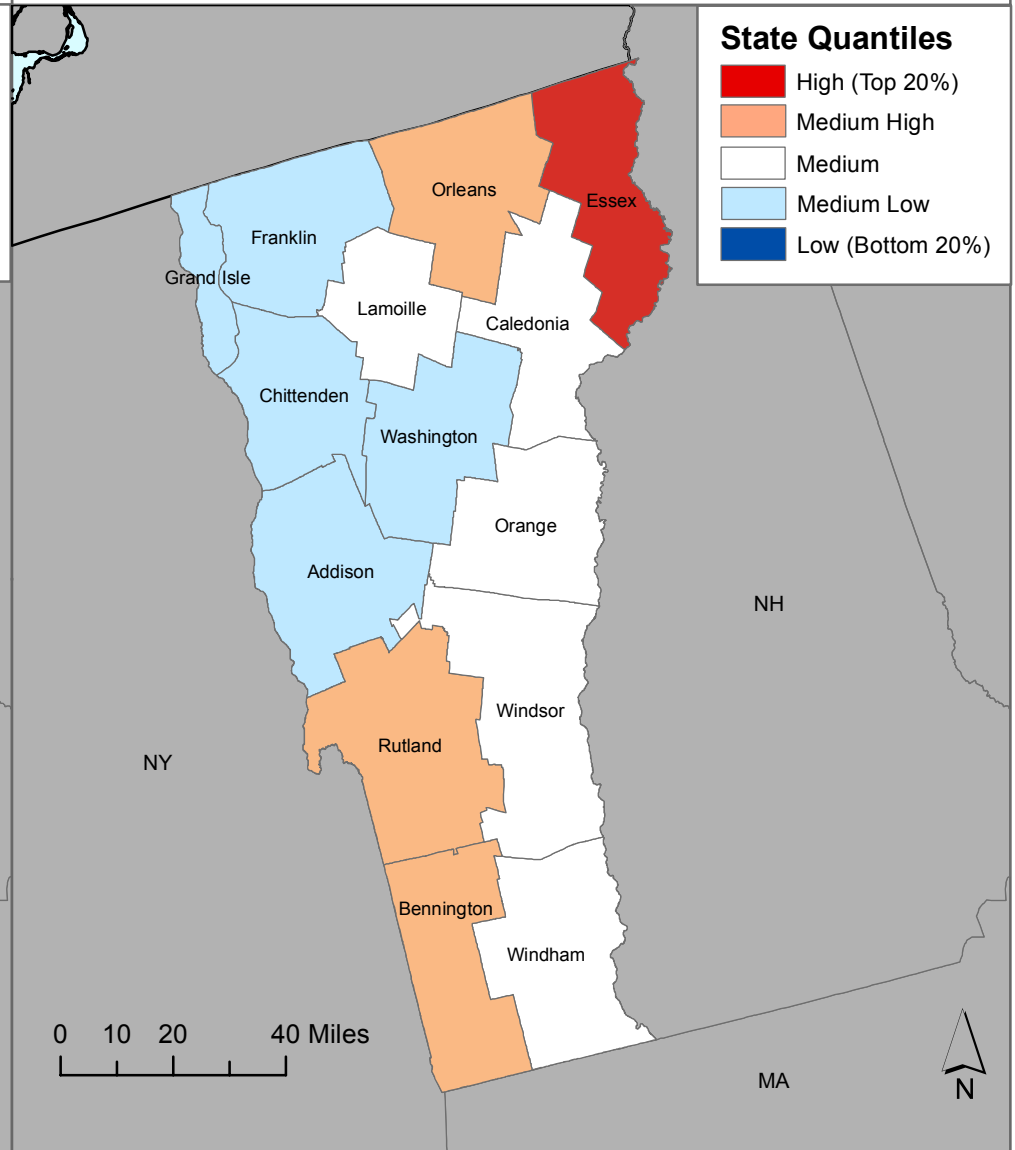 State Quantiles
High (Top 20%)
Medium High
Medium
Medium Low
Low (Bottom 20%)
Orleans
Essex
Franklin
Grand Isle
Lamoille
Caledonia
Chittenden
Washington
Orange
Addison
NH
Windsor
Rutland
NY
Bennington
Windham
0 10 20 40 Miles
MA
N